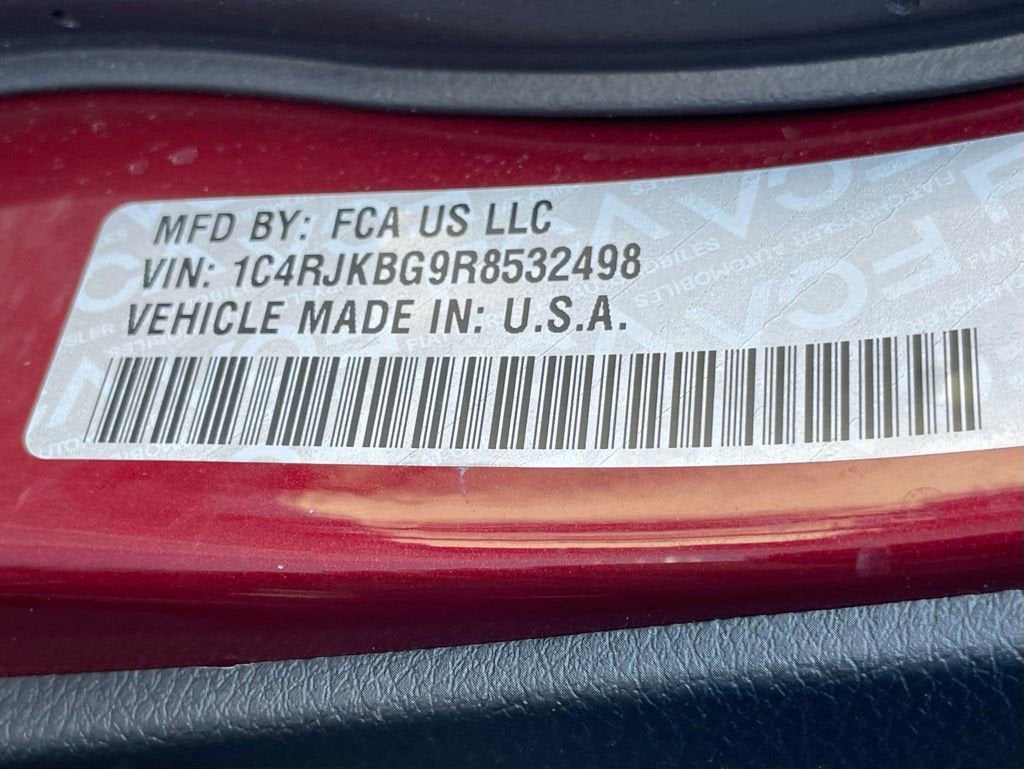 MFD BY: FCA US LLC
VIN: 1C4RJKBG9R8532498
VEHICLE MADE IN: U.S.A.